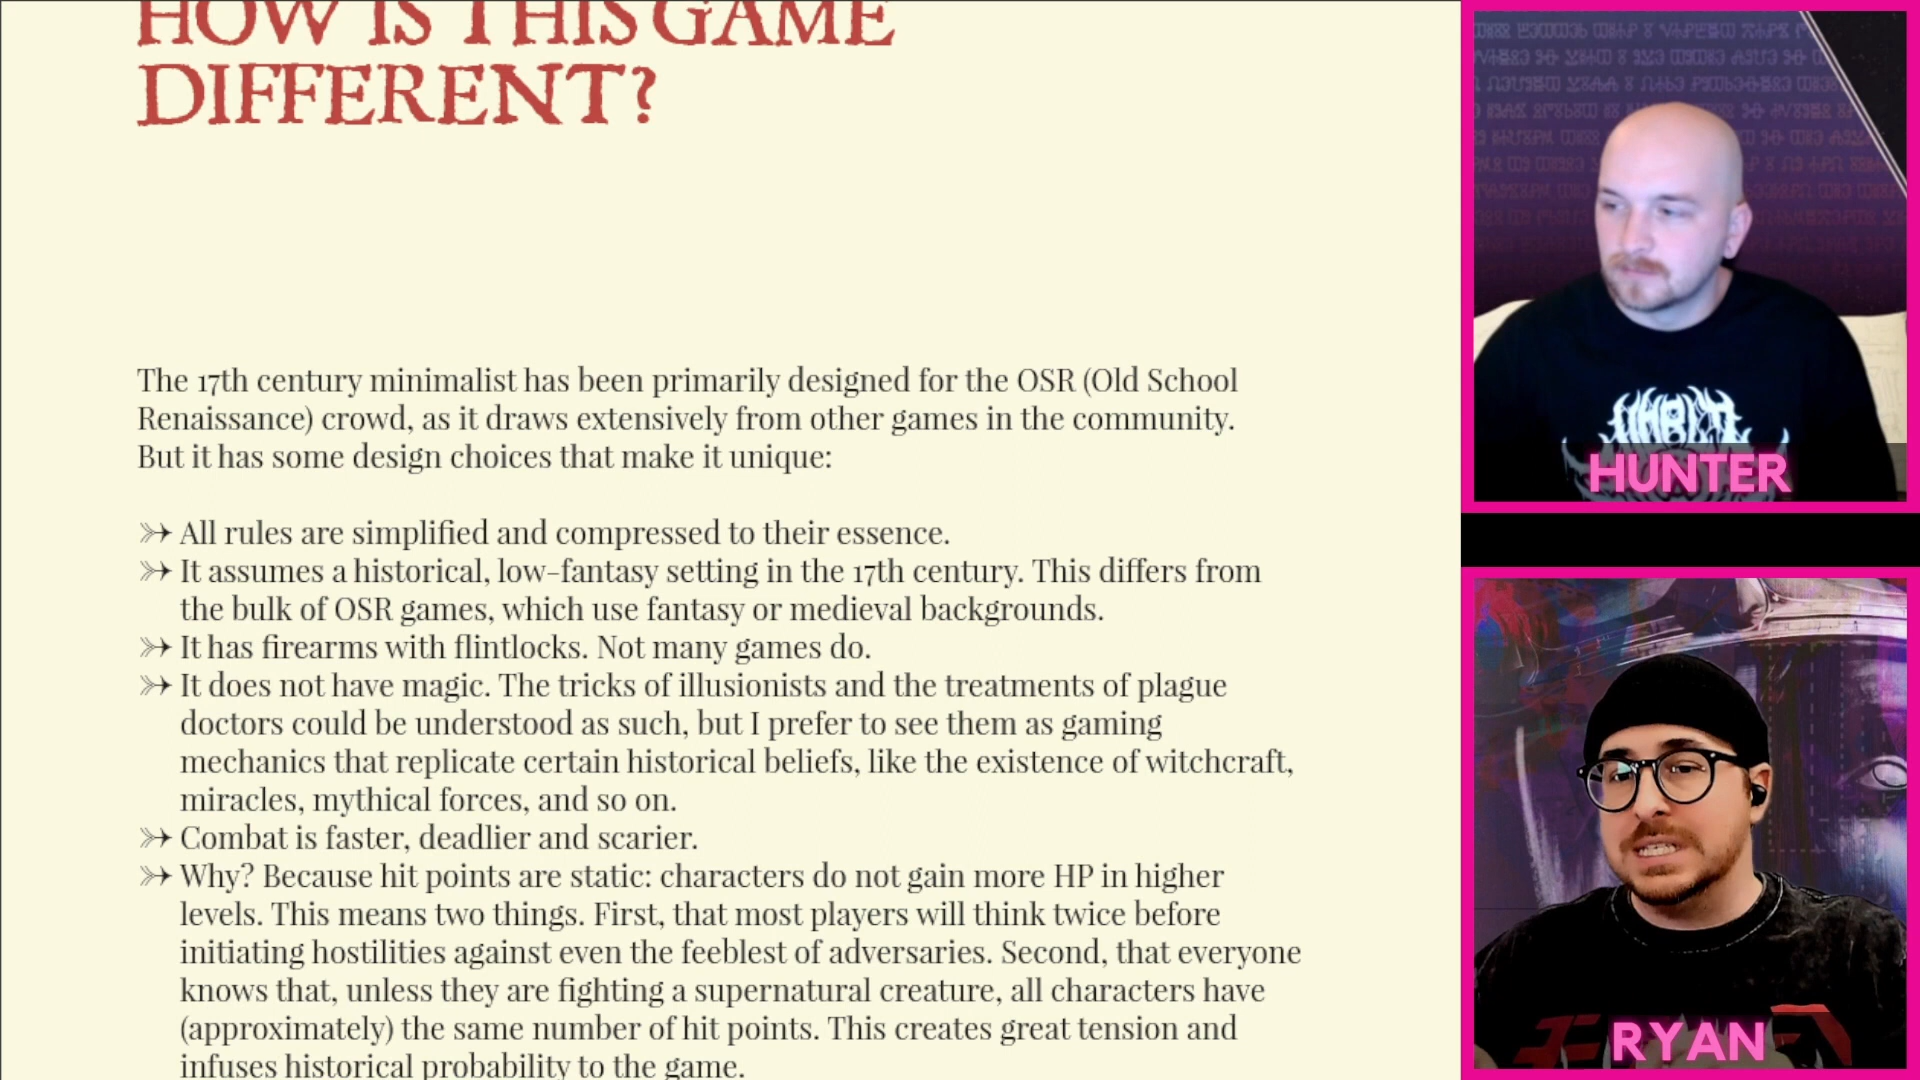 HOW IS THIS GAME
DIFFERENT?
The 17th century minimalist has been primarily designed for the OSR (Old School
Renaissance) crowd, as it draws extensively from other games in the community.
But it has some design choices that make it unique:
All rules are simplified and compressed to their essence.
It assumes a historical, low-fantasy setting in the 17th century. This differs from
the bulk of OSR games, which use fantasy or medieval backgrounds.
It has firearms with flintlocks. Not many games do.
It does not have magic. The tricks of illusionists and the treatments of plague
doctors could be understood as such, but I prefer to see them as gaming
mechanics that replicate certain historical beliefs, like the existence of witchcraft,
miracles, mythical forces, and so on.
Combat is faster, deadlier and scarier.
Why? Because hit points are static: characters do not gain more HP in higher
levels. This means two things. First, that most players will think twice before
initiating hostilities against even the feeblest of adversaries. Second, that everyone
knows that, unless they are fighting a supernatural creature, all characters have
(approximately) the same number of hit points. This creates great tension and
infuses historical probability to the game.
HUNTER
RYAN